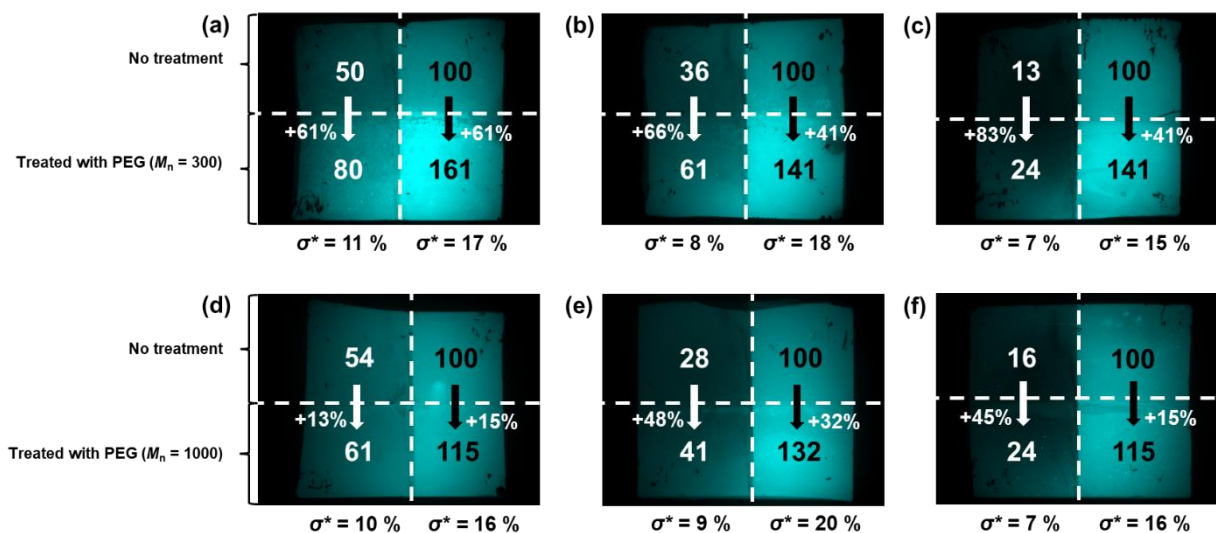 (a)
(b)
(c)
No treatment
50
100
36
100
13
100
+61%
+61%
+66%
+41%
+83%
+41%
Treated with PEG (Mn = 300)
80
161
61
141
24
141
σ* = 11 %
σ* = 17 %
σ* = 8 %
σ* = 18 %
σ* = 7 %
σ* = 15 %
(d)
(e)
(f)
No treatment
54
100
28
100
16
100
+13%
+15%
+48%
+32%
+45%
+15%
Treated with PEG (Mn = 1000)
61
115
41
132
24
115
σ* = 10 %
σ* = 16 %
σ* = 9 %
σ* = 20 %
σ* = 7 %
σ* = 16 %